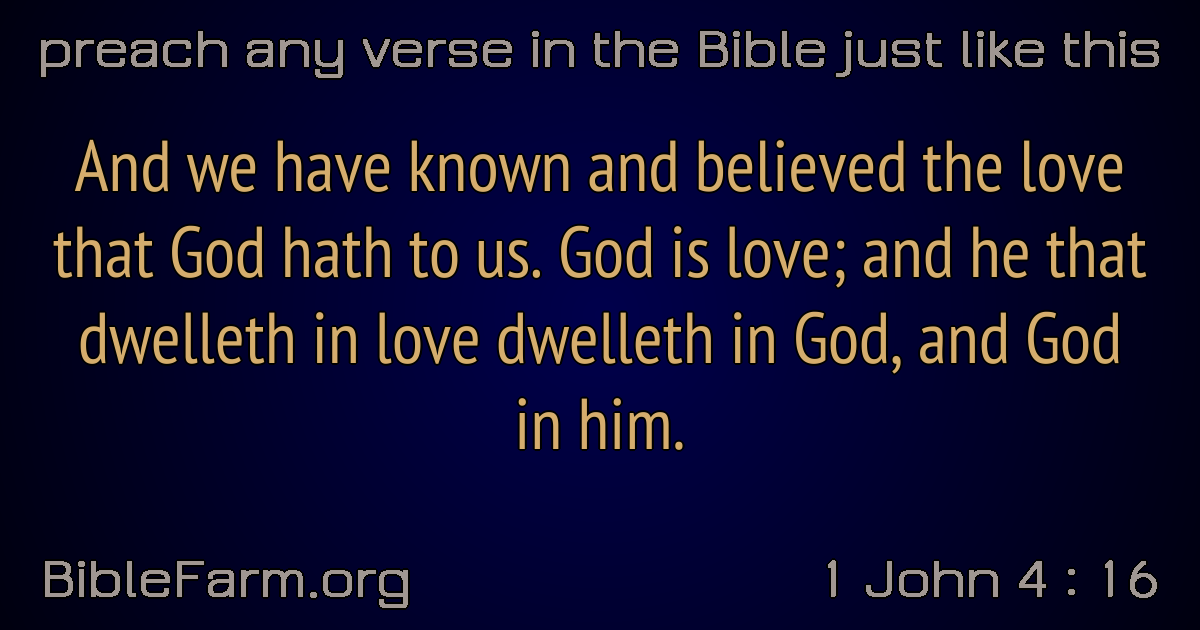 preach any verse in the Bible just like this
And we have known and believed the love
that God hath to us. God is love; and he that
dwelleth in love dwelleth in God, and God
in him.
BibleFarm.org
1 John 4 : 16